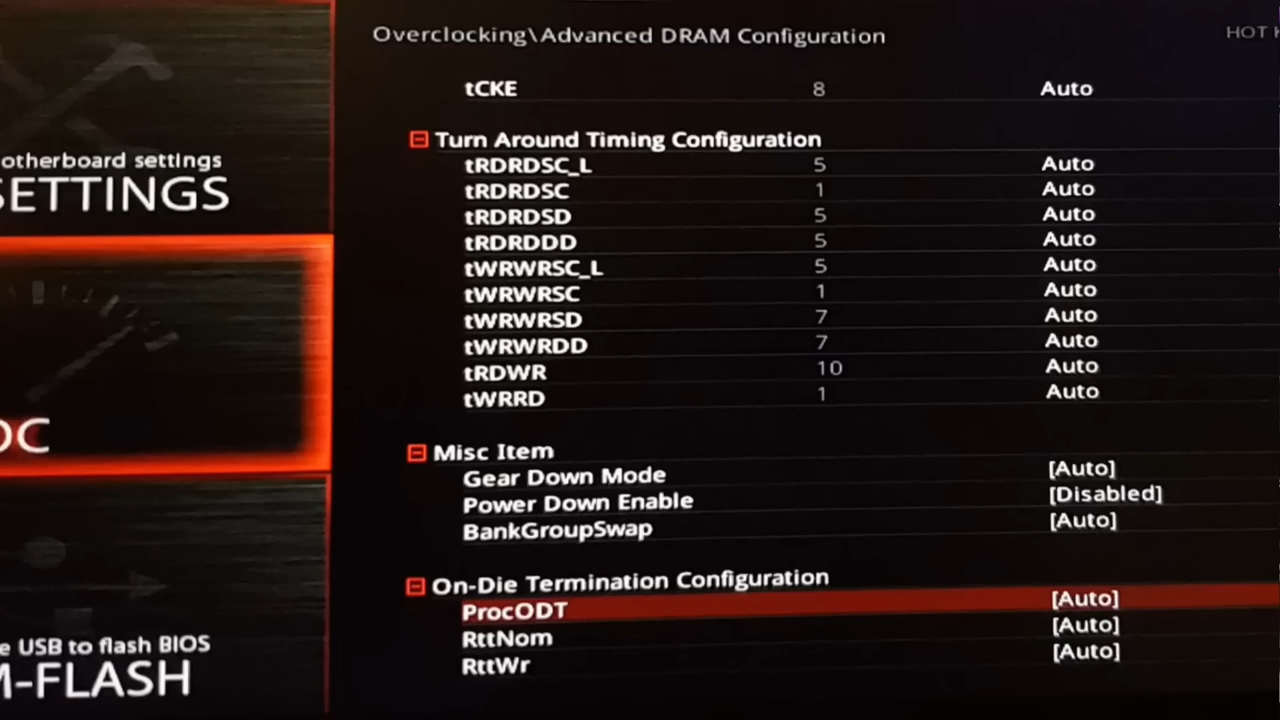 Overclocking\Advanced DRAM Configuration
HOT
tCKE 8 Auto
Turn Around Timing Configuration
tRDRDSC_L 5 Auto
tRDRDSC 1 Auto
tRDRDSD 5 Auto
tRDRDDD 5 Auto
tWRWRSC_L 5 Auto
tWRWRSC 1 Auto
tWRWRSD 7 Auto
tWRWRDD 7 Auto
tRDWR 10 Auto
tWRRD 1 Auto
Misc Item
Gear Down Mode [Auto]
Power Down Enable [Disabled]
BankGroupSwap [Auto]
On-Die Termination Configuration
ProcODT [Auto]
RttNom [Auto]
RttWr [Auto]
otherboard settings
SETTINGS
OC
e USB to flash BIOS
M-FLASH